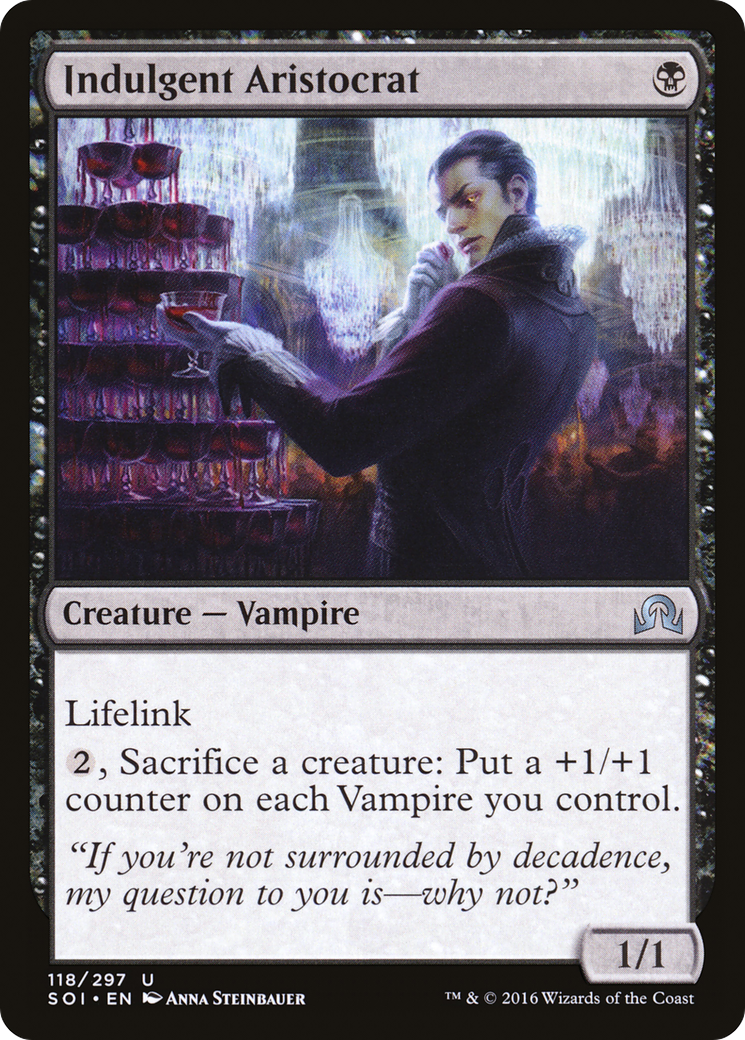 Indulgent Aristocrat
Creature — Vampire
Lifelink
2, Sacrifice a creature: Put a +1/+1
counter on each Vampire you control.
“If you’re not surrounded by decadence,
my question to you is—why not?”
1/1
118/297 U
SOI • EN Anna Steinbauer
™ & © 2016 Wizards of the Coast